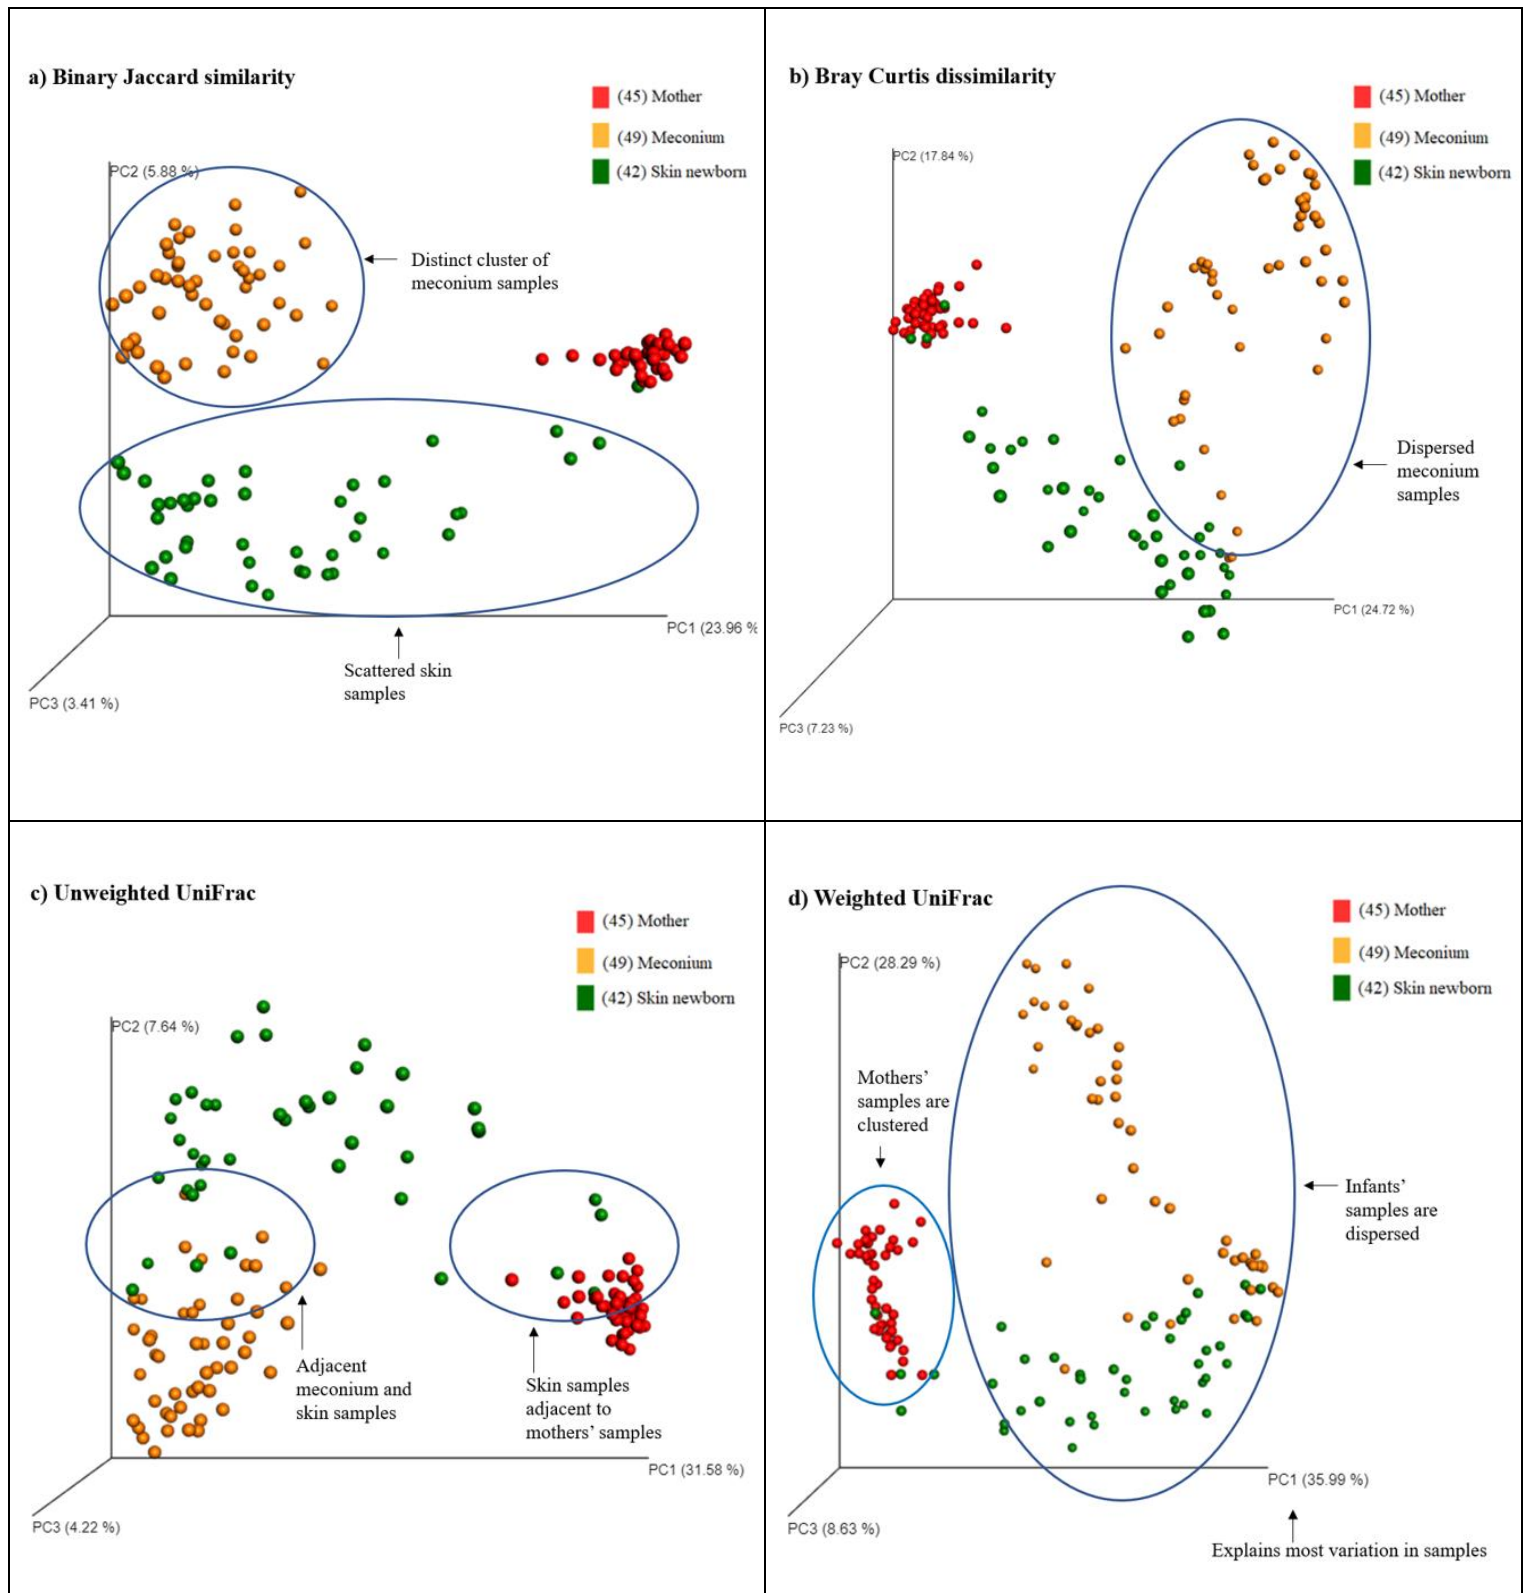 a) Binary Jaccard similarity
(45) Mother
(49) Meconium
(42) Skin newborn
PC2 (5.88 %)
Distinct cluster of
meconium samples
PC1 (23.96 %
Scattered skin
samples
PC3 (3.41 %)
b) Bray Curtis dissimilarity
(45) Mother
(49) Meconium
(42) Skin newborn
PC2 (17.84 %)
Dispersed
meconium
samples
PC1 (24.72 %)
PC3 (7.23 %)
c) Unweighted UniFrac
(45) Mother
(49) Meconium
(42) Skin newborn
PC2 (7.64 %)
Adjacent
meconium and
skin samples
Skin samples
adjacent to
mothers’ samples
PC1 (31.58 %)
PC3 (4.22 %)
d) Weighted UniFrac
(45) Mother
(49) Meconium
(42) Skin newborn
PC2 (28.29 %)
Mothers’
samples are
clustered
Infants’
samples are
dispersed
PC1 (35.99 %)
PC3 (8.63 %)
Explains most variation in samples